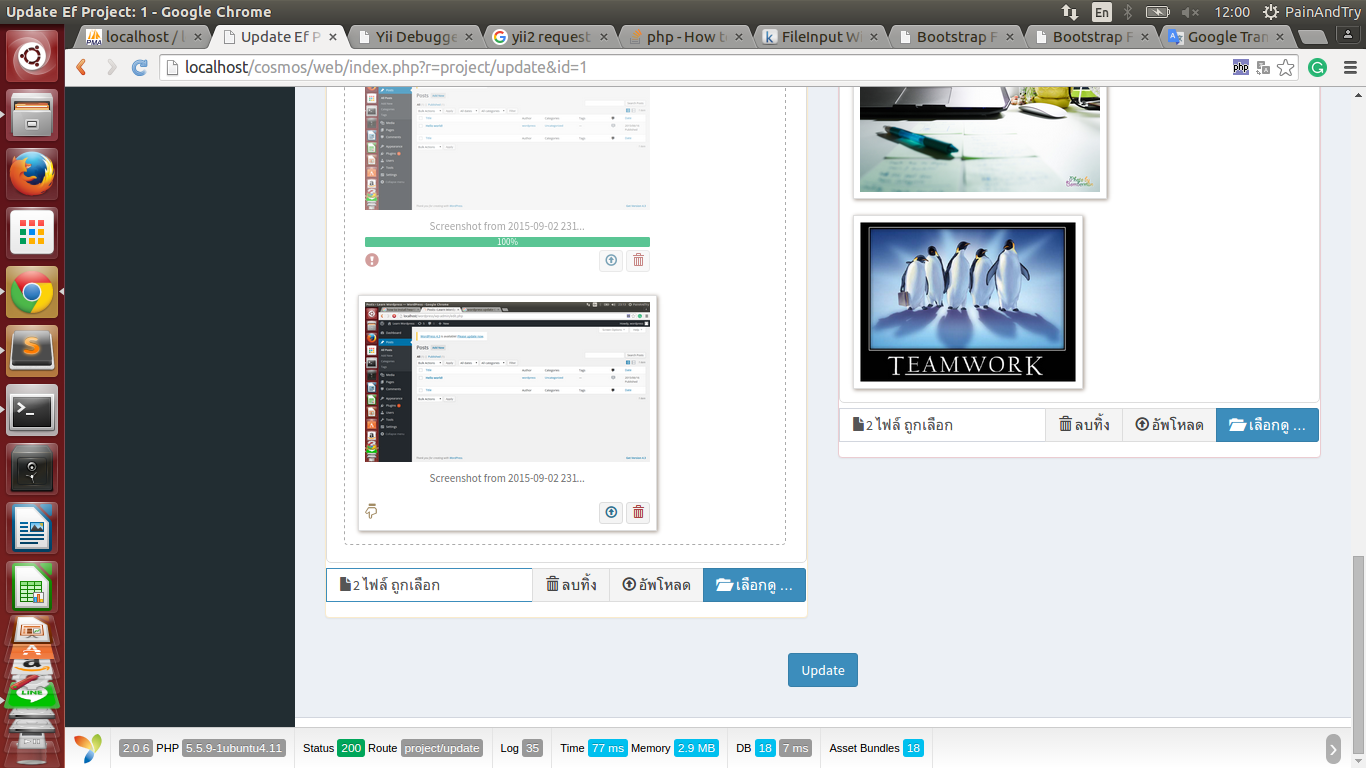 Update Ef Project: 1 - Google Chrome
En
12:00
PainAndTry
localhost / l
Update Ef P
Yii Debugge
yii2 request
php - How to
FileInput Wi
Bootstrap F
Bootstrap F
Google Tran
localhost/cosmos/web/index.php?r=project/update&id=1
php
Posts
Screenshot from 2015-09-02 231...
100%
Posts
Screenshot from 2015-09-02 231...
2 ไฟล์ ถูกเลือก
ลบทิ้ง
อัพโหลด
เลือกดู ...
TEAMWORK
2 ไฟล์ ถูกเลือก
ลบทิ้ง
อัพโหลด
เลือกดู ...
Update
2.0.6 PHP 5.5.9-1ubuntu4.11 Status 200 Route project/update Log 35 Time 77 ms Memory 2.9 MB DB 18 7 ms Asset Bundles 18